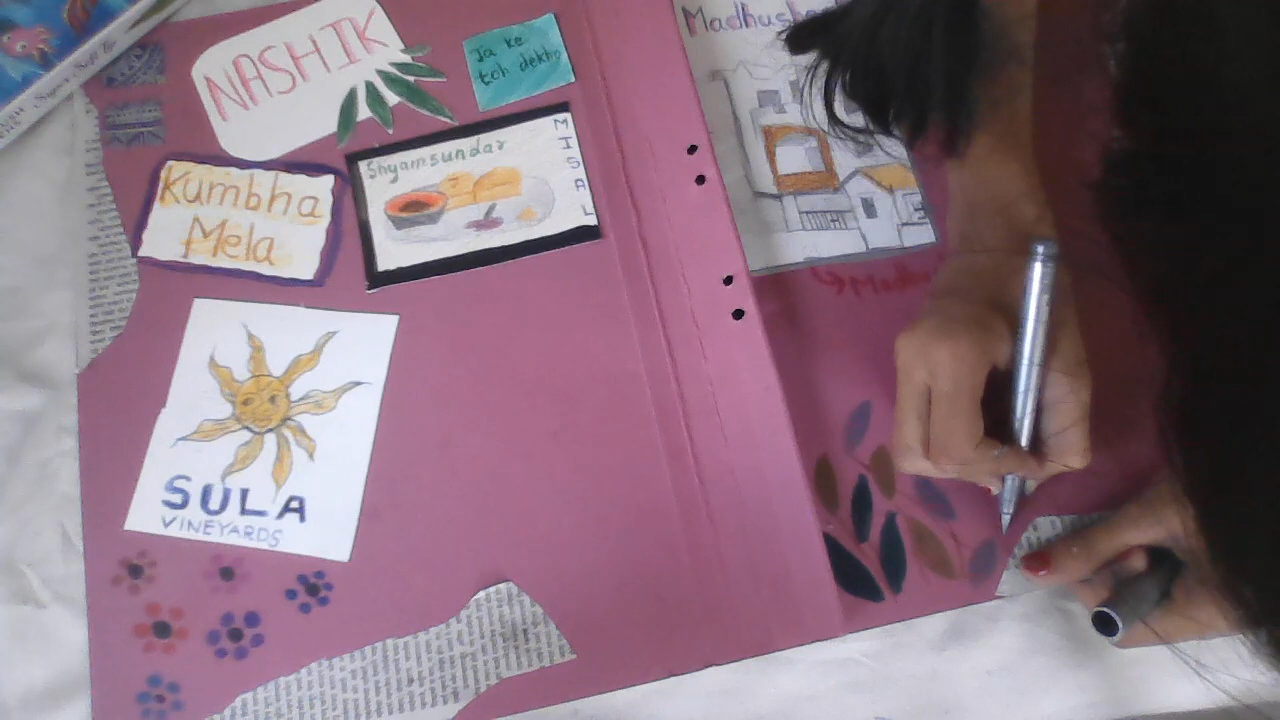 NASHIK
Ja ke
toh dekho
Kumbha
Mela
Shyamsundar
MISAL
SULA
VINEYARDS